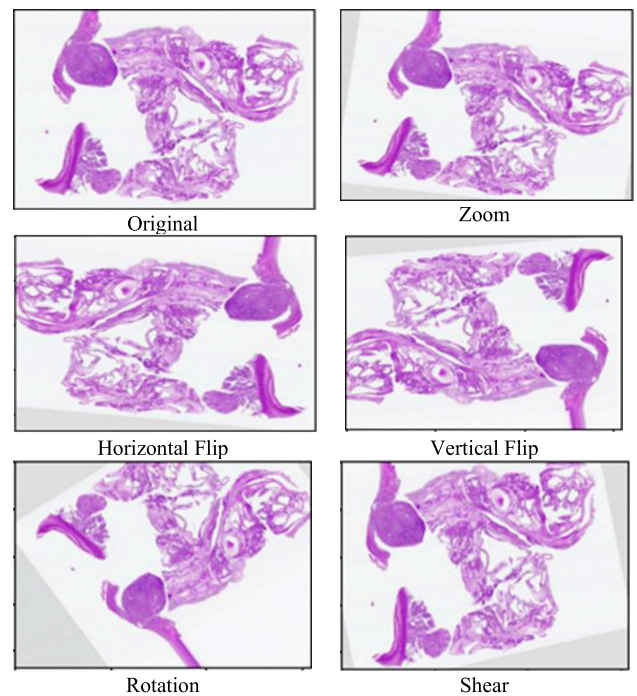 Original
Zoom
Horizontal Flip
Vertical Flip
Rotation
Shear